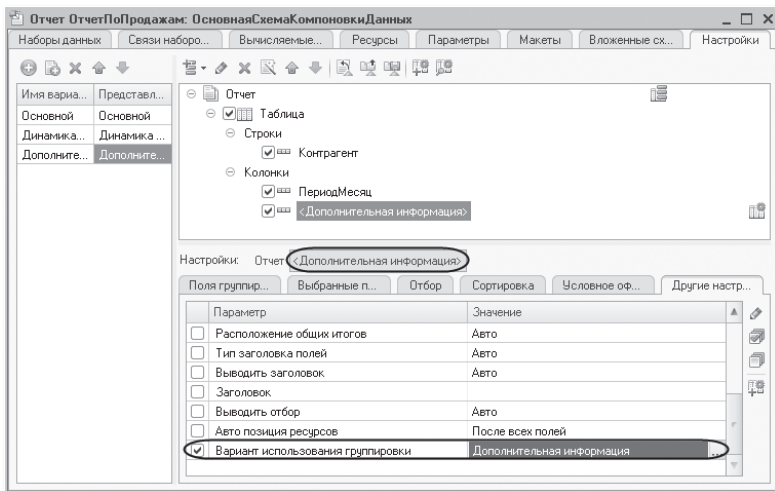 Отчет ОтчетПоПродажам: ОсновнаяСхемаКомпоновкиДанных
Наборы данных Связи наборо... Вычисляемые... Ресурсы Параметры Макеты Вложенные сх... Настройки
Имя вариа... Представл...
Основной Основной
Динамика... Динамика ...
Дополните... Дополните...
Отчет
Таблица
Строки
Контрагент
Колонки
ПериодМесяц
<Дополнительная информация>
Настройки: Отчет <Дополнительная информация>
Поля группир... Выбранные п... Отбор Сортировка Условное оф... Другие настр...
Параметр Значение
Расположение общих итогов Авто
Тип заголовка полей Авто
Выводить заголовок Авто
Заголовок
Выводить отбор Авто
Авто позиция ресурсов После всех полей
Вариант использования группировки Дополнительная информация ...